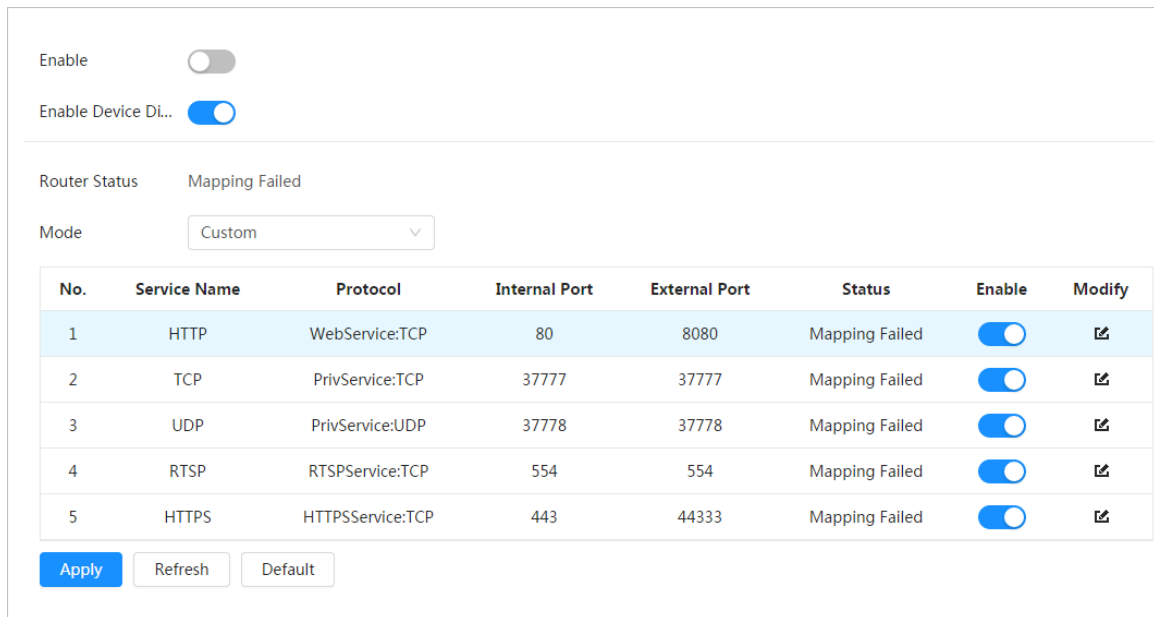 Enable
Enable Device Di...
Router Status Mapping Failed
Mode Custom
No. Service Name Protocol Internal Port External Port Status Enable Modify
1 HTTP WebService:TCP 80 8080 Mapping Failed
2 TCP PrivService:TCP 37777 37777 Mapping Failed
3 UDP PrivService:UDP 37778 37778 Mapping Failed
4 RTSP RTSPService:TCP 554 554 Mapping Failed
5 HTTPS HTTPSService:TCP 443 44333 Mapping Failed
Apply Refresh Default